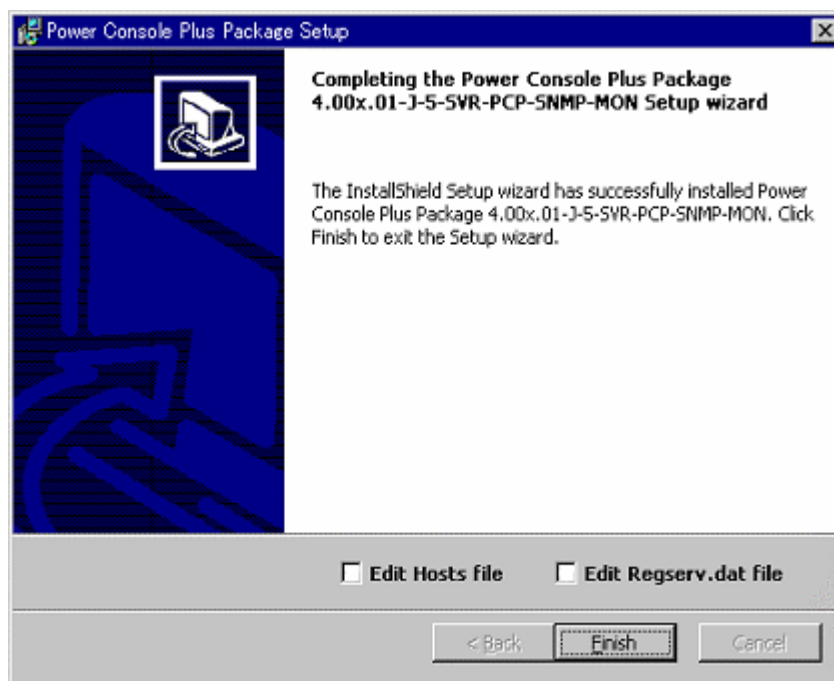 Power Console Plus Package Setup
Completing the Power Console Plus Package
4.00x.01-J-5-SVR-PCP-SNMP-MON Setup wizard
The InstallShield Setup wizard has successfully installed Power
Console Plus Package 4.00x.01-J-5-SVR-PCP-SNMP-MON. Click
Finish to exit the Setup wizard.
Edit Hosts file Edit Regserv.dat file
< Back Finish Cancel